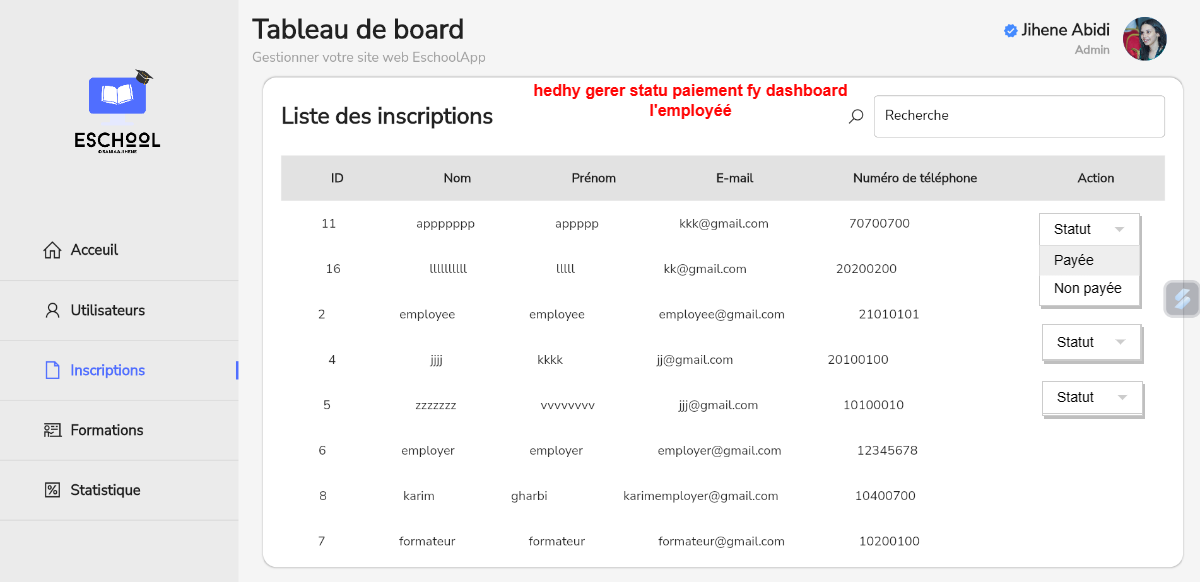 Tableau de board
Gestionner votre site web EschoolApp
Jihene Abidi
Admin
ESCHOOL
Acceuil
Utilisateurs
Inscriptions
Formations
Statistique
hedhy gerer statu paiement fy dashboard
l'employéé
Liste des inscriptions
Recherche
ID Nom Prénom E-mail Numéro de téléphone Action
11 appppppp appppp kkk@gmail.com 70700700
16 llllllllll lllll kk@gmail.com 20200200
2 employee employee employee@gmail.com 21010101
4 jjjj kkkk jj@gmail.com 20100100
5 zzzzzzz vvvvvvvv jjj@gmail.com 10100010
6 employer employer employer@gmail.com 12345678
8 karim gharbi karimemployer@gmail.com 10400700
7 formateur formateur formateur@gmail.com 10200100
Statut
Payée
Non payée
Statut
Statut